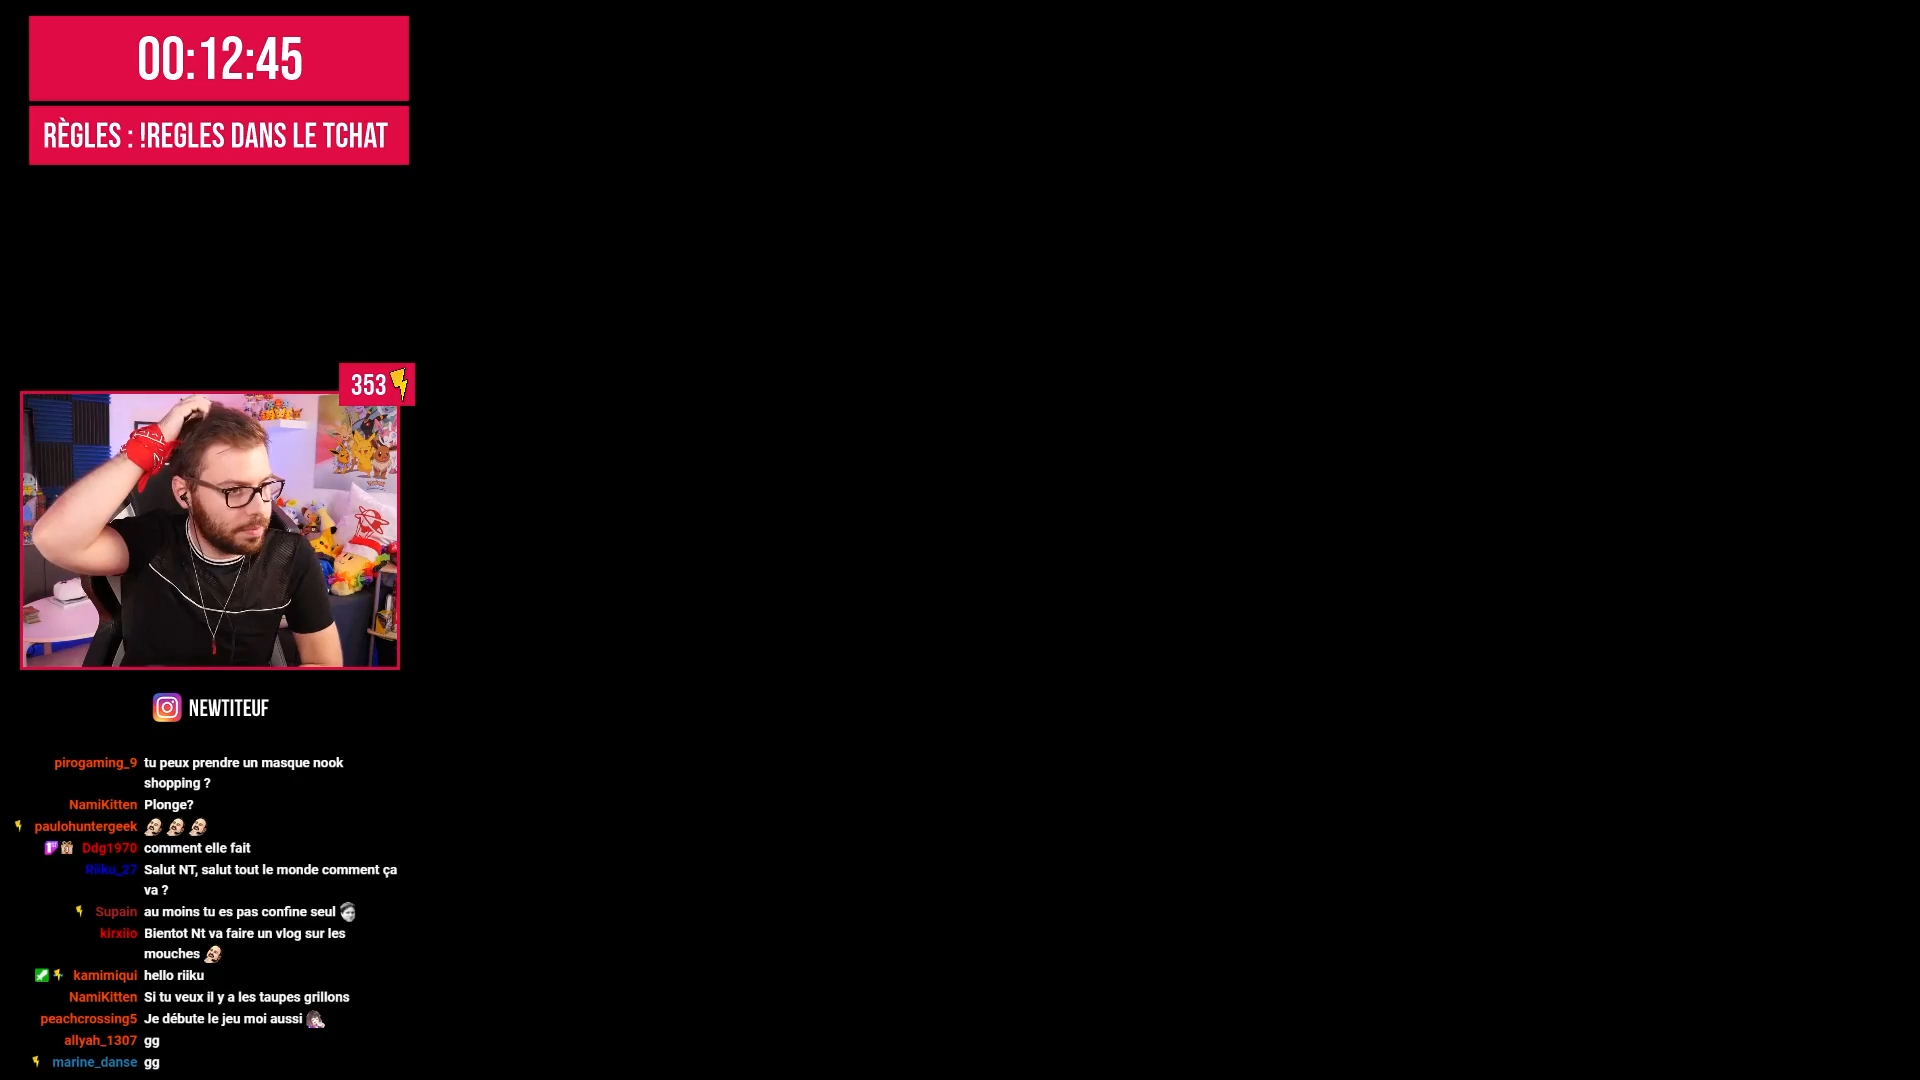 00:12:45
RÈGLES : !REGLES DANS LE TCHAT
353
NEWTITEUF
pirogaming_9 tu peux prendre un masque nook
shopping ?
NamiKitten Plonge?
paulohuntergeek
Ddg1970 comment elle fait
Riiku_27 Salut NT, salut tout le monde comment ça
va ?
Supain au moins tu es pas confine seul
kirxiio Bientot Nt va faire un vlog sur les
mouches
kamimiqui hello riiku
NamiKitten Si tu veux il y a les taupes grillons
peachcrossing5 Je débute le jeu moi aussi
allyah_1307 gg
marine_danse gg